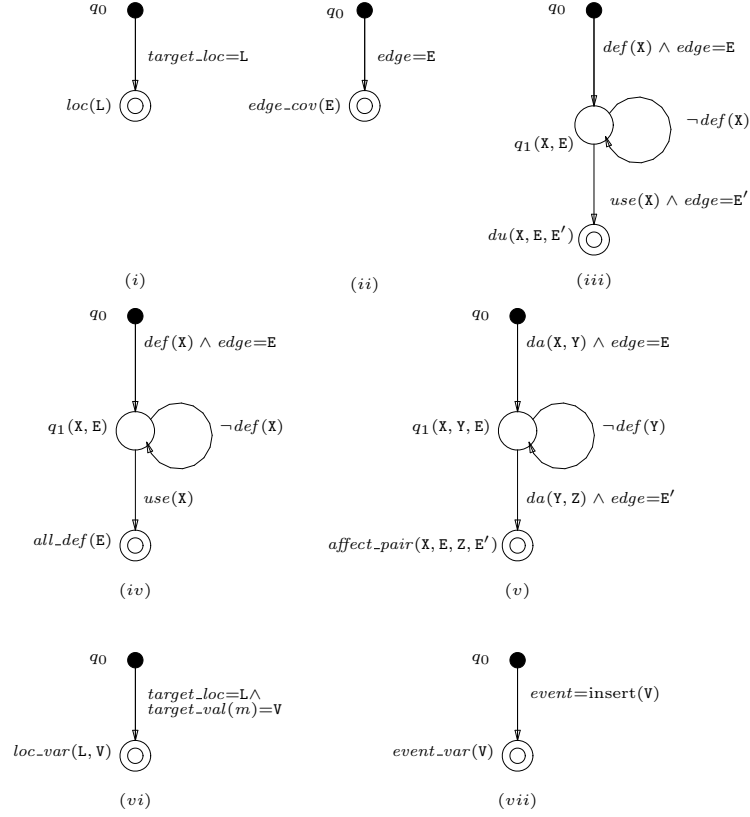 q₀
target_loc=L
loc(L)
(i)
q₀
edge=E
edge_cov(E)
(ii)
q₀
def(X) ∧ edge=E
q₁(X, E)
¬def(X)
use(X) ∧ edge=E′
du(X, E, E′)
(iii)
q₀
def(X) ∧ edge=E
q₁(X, E)
¬def(X)
use(X)
all_def(E)
(iv)
q₀
da(X, Y) ∧ edge=E
q₁(X, Y, E)
¬def(Y)
da(Y, Z) ∧ edge=E′
affect_pair(X, E, Z, E′)
(v)
q₀
target_loc=L∧
target_val(m)=V
loc_var(L, V)
(vi)
q₀
event=insert(V)
event_var(V)
(vii)